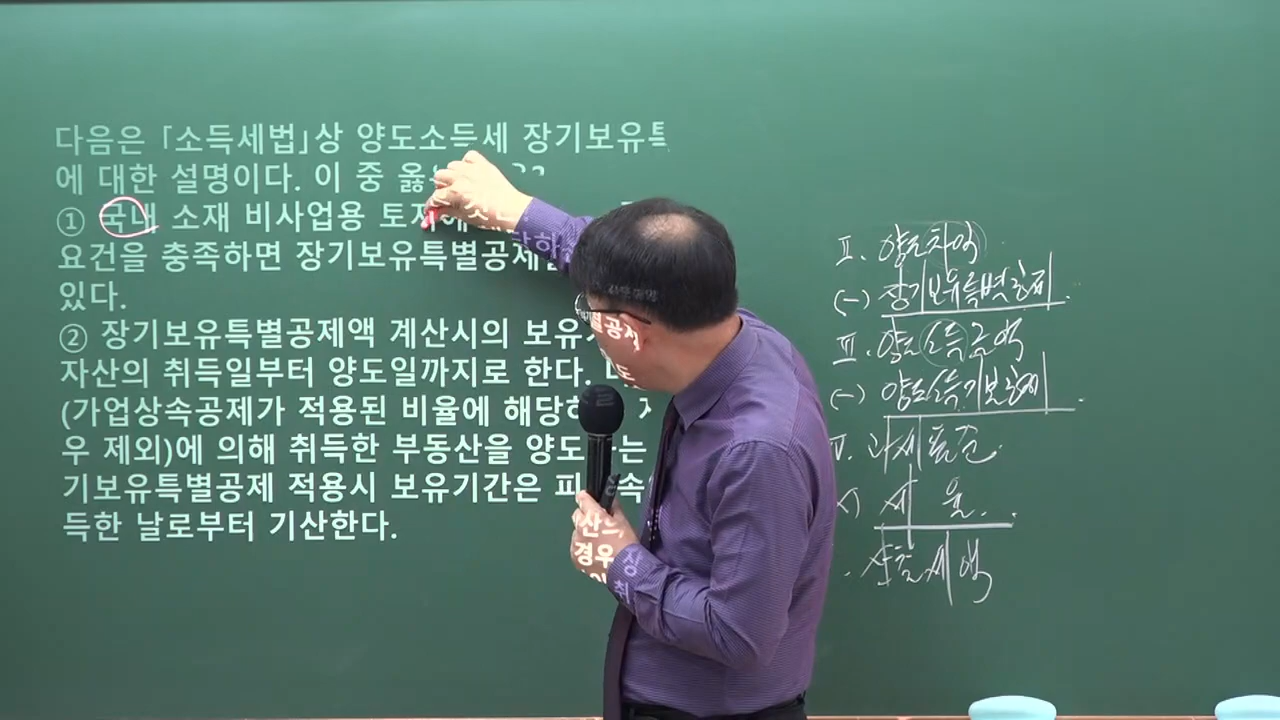 다음은 「소득세법」상 양도소득세 장기보유특
에 대한 설명이다. 이 중 옳
① 국내 소재 비사업용 토지에
요건을 충족하면 장기보유특별공제를
있다.
② 장기보유특별공제액 계산시의 보유
자산의 취득일부터 양도일까지로 한다.
(가업상속공제가 적용된 비율에 해당하
우 제외)에 의해 취득한 부동산을 양도하는
기보유특별공제 적용시 보유기간은 피상속
득한 날로부터 기산한다.
Ⅱ. 양도차익
(-) 장기보유특별공제
Ⅲ. 양도소득금액
(-) 양도소득기본공제
Ⅳ. 과세표준
세 율
산출세액